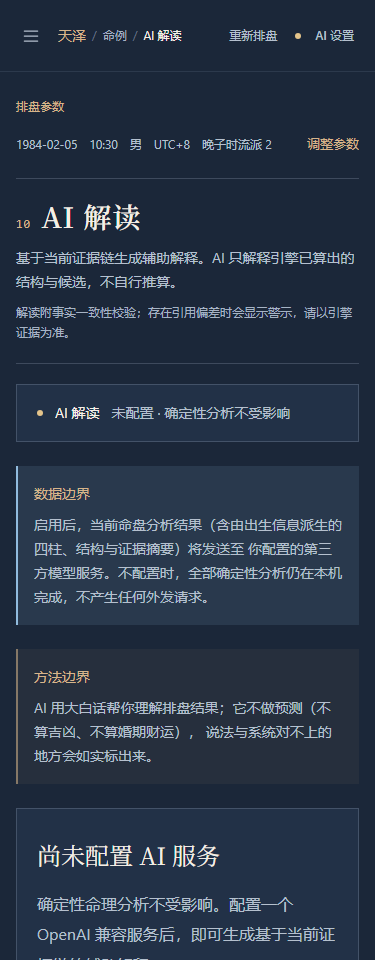 天泽 / 命例 / AI 解读 重新排盘 AI 设置
排盘参数
1984-02-05 10:30 男 UTC+8 晚子时流派 2 调整参数
10 AI 解读
基于当前证据链生成辅助解释。AI 只解释引擎已算出的
结构与候选，不自行推算。
解读附事实一致性校验；存在引用偏差时会显示警示，请以引擎
证据为准。
AI 解读 未配置 · 确定性分析不受影响
数据边界
启用后，当前命盘分析结果（含由出生信息派生的
四柱、结构与证据摘要）将发送至 你配置的第三
方模型服务。不配置时，全部确定性分析仍在本机
完成，不产生任何外发请求。
方法边界
AI 用大白话帮你理解排盘结果；它不做预测（不
算吉凶、不算婚期财运）， 说法与系统对不上的
地方会如实标出来。
尚未配置 AI 服务
确定性命理分析不受影响。配置一个
OpenAI 兼容服务后，即可生成基于当前证